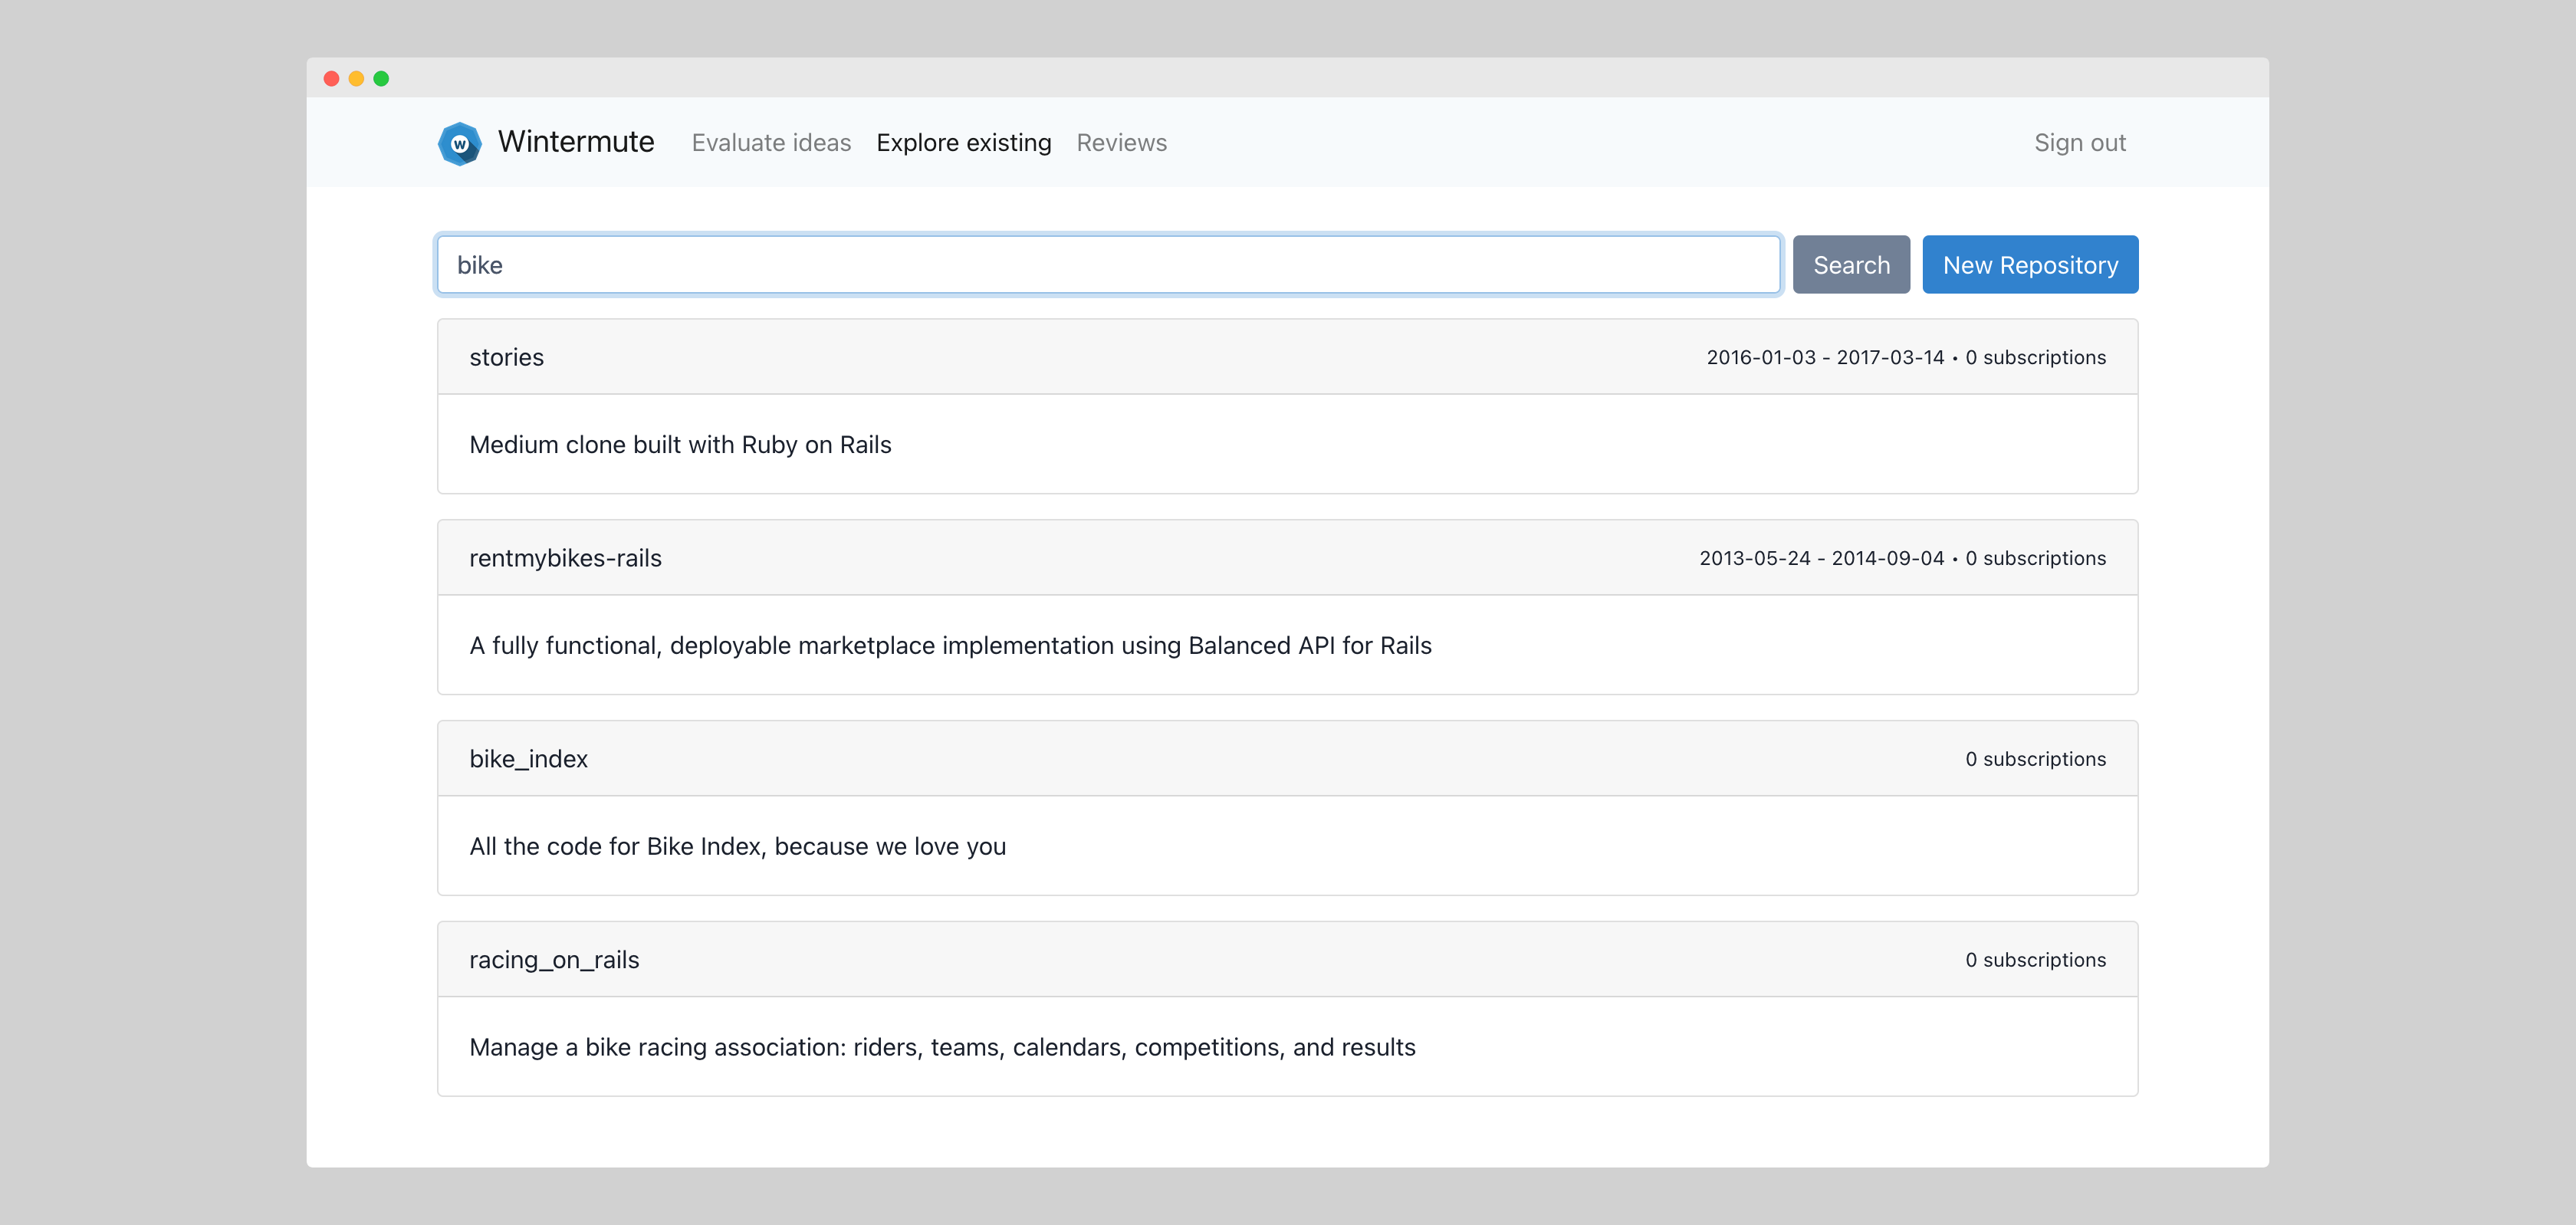 W Wintermute Evaluate ideas Explore existing Reviews Sign out
bike Search New Repository
stories 2016-01-03 - 2017-03-14 • 0 subscriptions
Medium clone built with Ruby on Rails
rentmybikes-rails 2013-05-24 - 2014-09-04 • 0 subscriptions
A fully functional, deployable marketplace implementation using Balanced API for Rails
bike_index 0 subscriptions
All the code for Bike Index, because we love you
racing_on_rails 0 subscriptions
Manage a bike racing association: riders, teams, calendars, competitions, and results